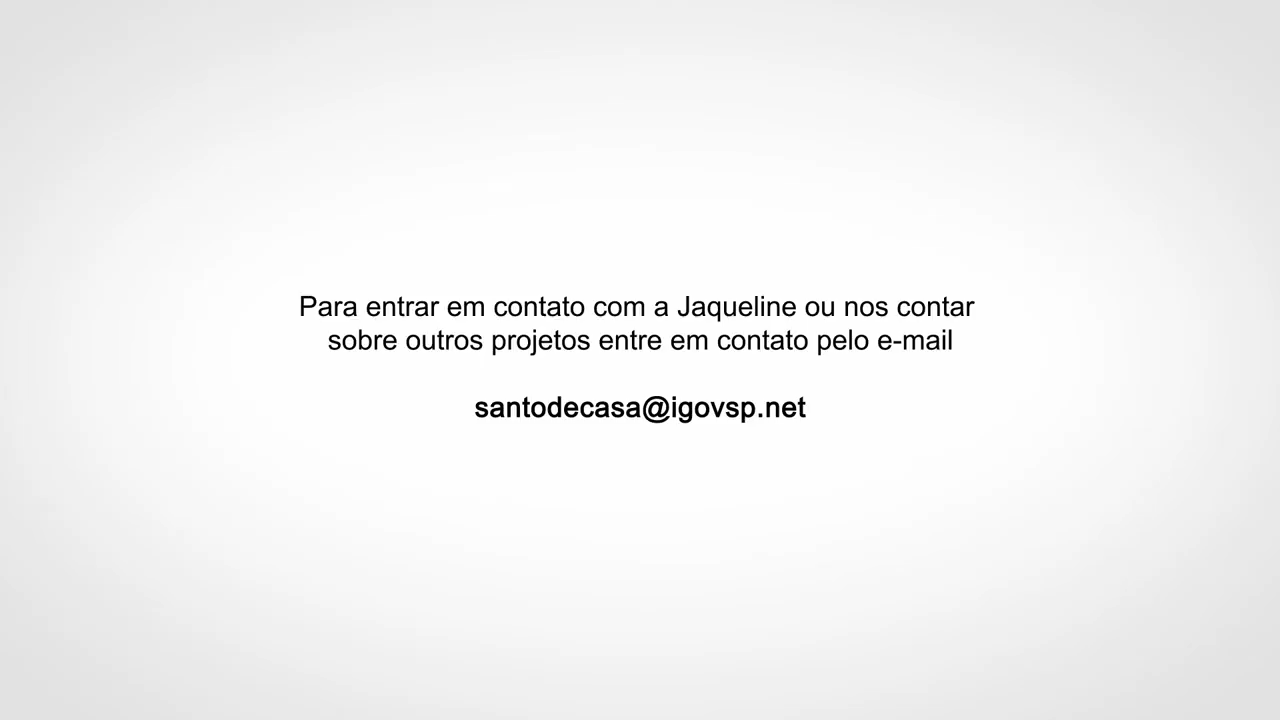 Para entrar em contato com a Jaqueline ou nos contar
sobre outros projetos entre em contato pelo e-mail
santodecasa@igovsp.net